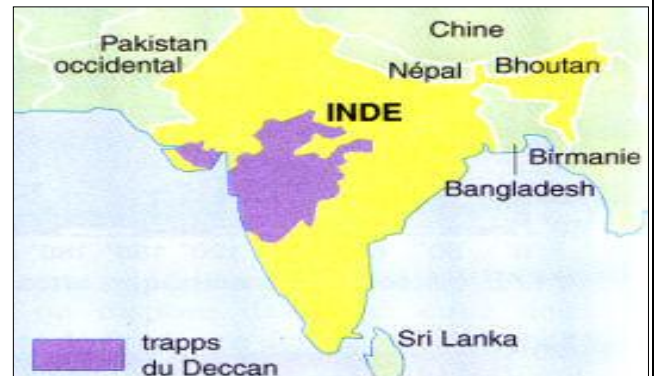 Chine
Pakistan
occidental
Népal
Bhoutan
INDE
Birmanie
Bangladesh
Sri Lanka
trapps
du Deccan